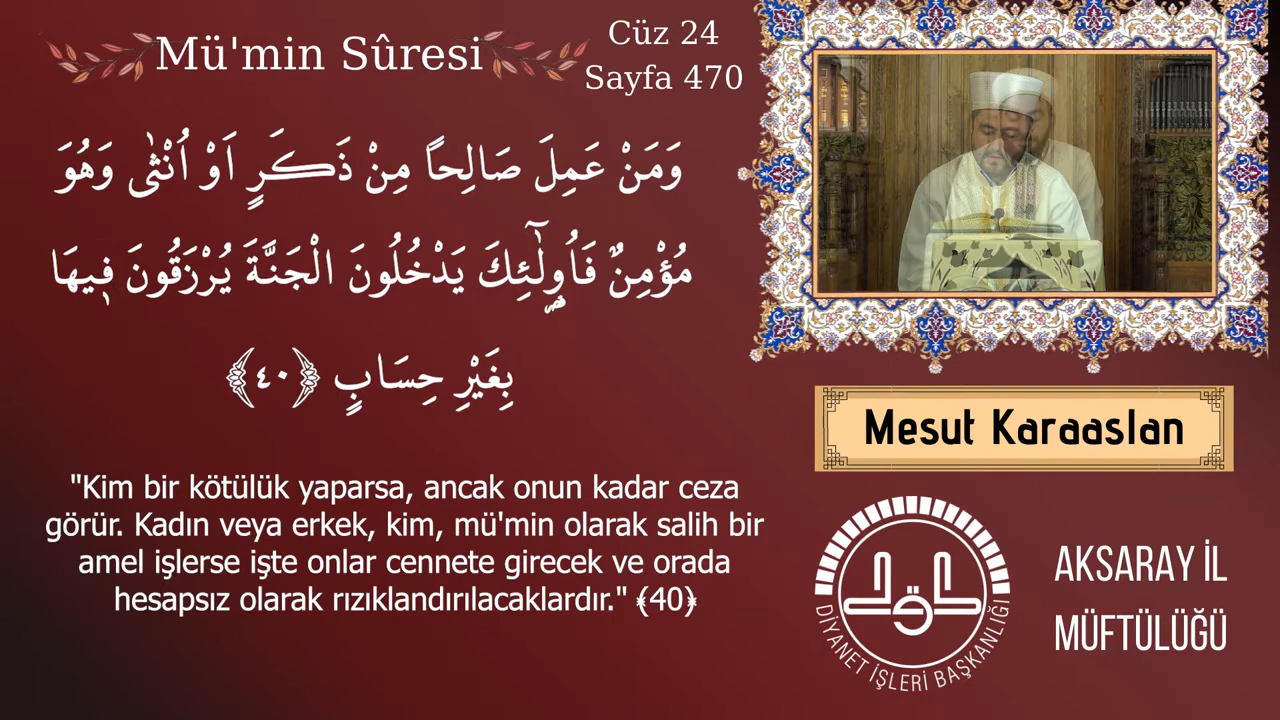 Mü'min Sûresi
Cüz 24
Sayfa 470
وَمَنْ عَمِلَ صَالِحًا مِنْ ذَكَرٍ اَوْ اُنْثٰى وَهُوَ
مُؤْمِنٌ فَاُو۬لٰٓئِكَ يَدْخُلُونَ الْجَنَّةَ يُرْزَقُونَ ف۪يهَا
بِغَيْرِ حِسَابٍ ﴿٤٠﴾
"Kim bir kötülük yaparsa, ancak onun kadar ceza
görür. Kadın veya erkek, kim, mü'min olarak salih bir
amel işlerse işte onlar cennete girecek ve orada
hesapsız olarak rızıklandırılacaklardır." ﴾40﴿
Mesut Karaaslan
DİYANET İŞLERİ BAŞKANLIĞI
AKSARAY İL
MÜFTÜLÜĞÜ